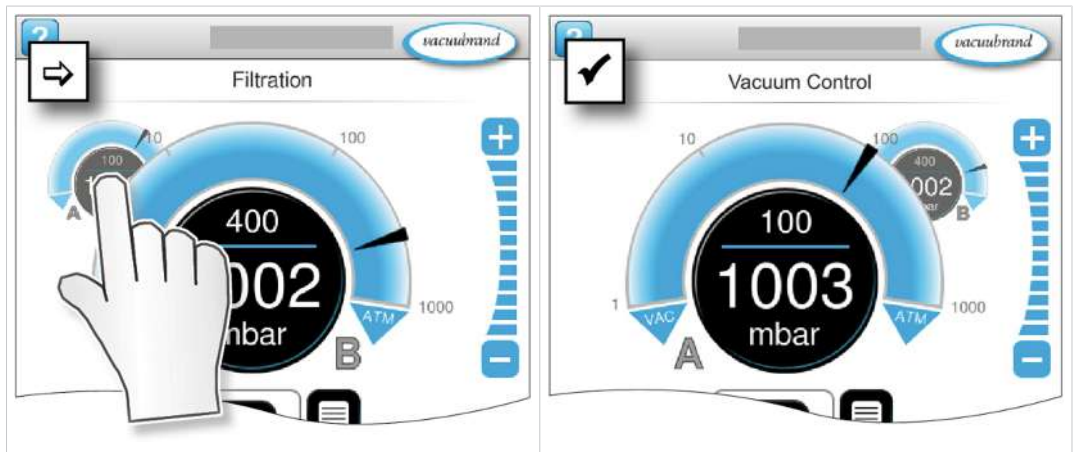 ?
vacuubrand
Filtration
10
100
100
400
002
mbar
1000
ATM
A
B
+
−
?
vacuubrand
Vacuum Control
10
100
400
002
B
100
1003
mbar
1
1000
VAC
ATM
A
+
−